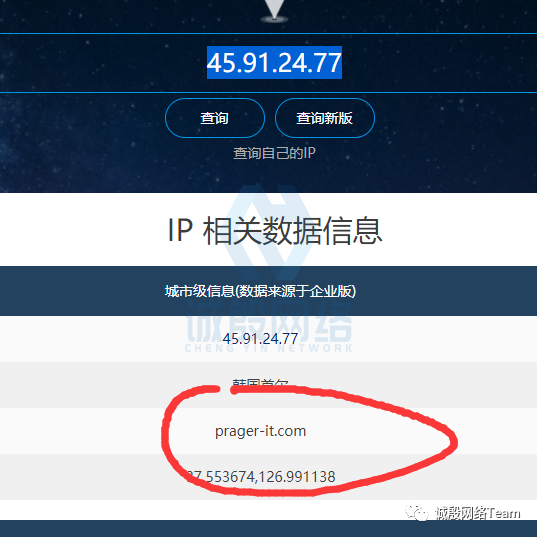 45.91.24.77
查询
查询新版
查询自己的IP
IP 相关数据信息
城市级信息(数据来源于企业版)
诚殷网络
CHENG YIN NETWORK
45.91.24.77
韩国首尔
prager-it.com
37.553674,126.991138
诚殷网络Team